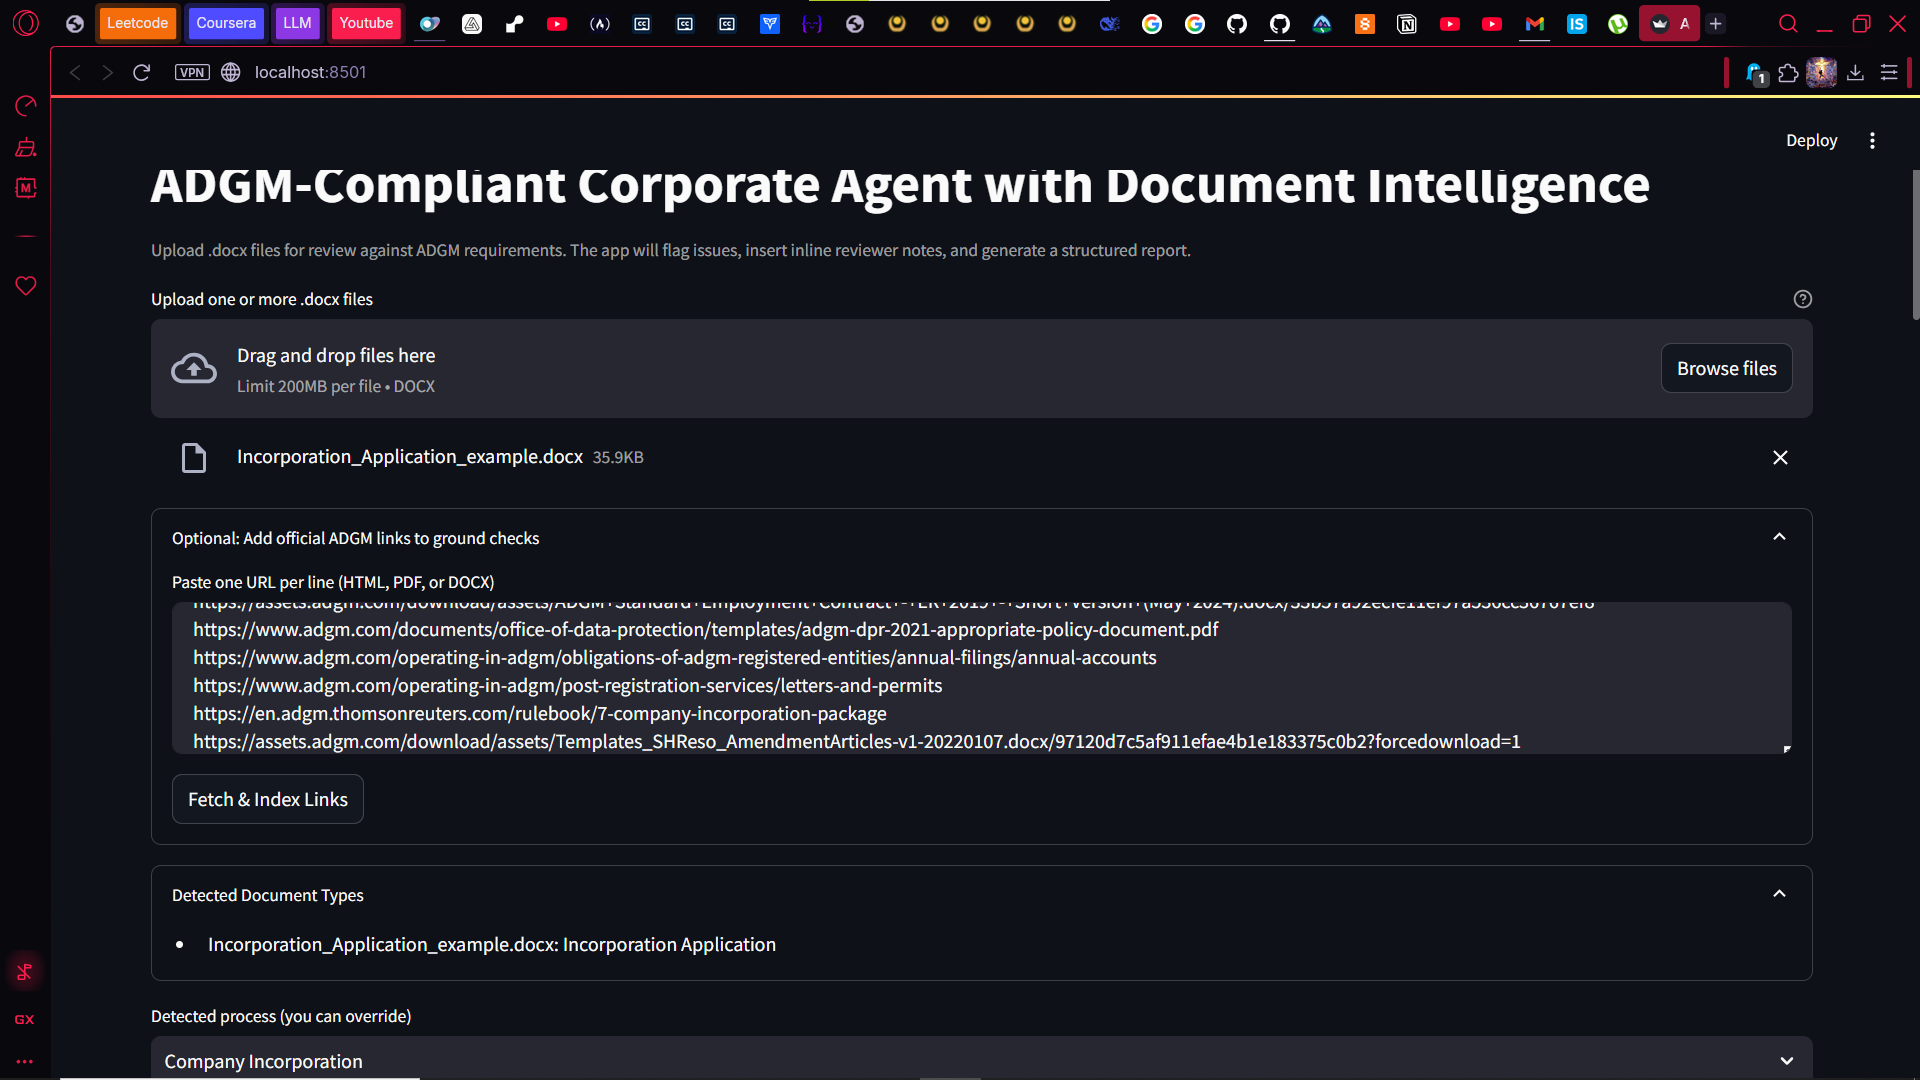 Leetcode Coursera LLM Youtube A
VPN localhost:8501 1
Deploy
ADGM-Compliant Corporate Agent with Document Intelligence
Upload .docx files for review against ADGM requirements. The app will flag issues, insert inline reviewer notes, and generate a structured report.
Upload one or more .docx files
Drag and drop files here
Limit 200MB per file • DOCX
Browse files
Incorporation_Application_example.docx 35.9KB
Optional: Add official ADGM links to ground checks
Paste one URL per line (HTML, PDF, or DOCX)
https://www.adgm.com/documents/office-of-data-protection/templates/adgm-dpr-2021-appropriate-policy-document.pdf
https://www.adgm.com/operating-in-adgm/obligations-of-adgm-registered-entities/annual-filings/annual-accounts
https://www.adgm.com/operating-in-adgm/post-registration-services/letters-and-permits
https://en.adgm.thomsonreuters.com/rulebook/7-company-incorporation-package
https://assets.adgm.com/download/assets/Templates_SHReso_AmendmentArticles-v1-20220107.docx/97120d7c5af911efae4b1e183375c0b2?forcedownload=1
Fetch & Index Links
Detected Document Types
• Incorporation_Application_example.docx: Incorporation Application
GX
Detected process (you can override)
Company Incorporation